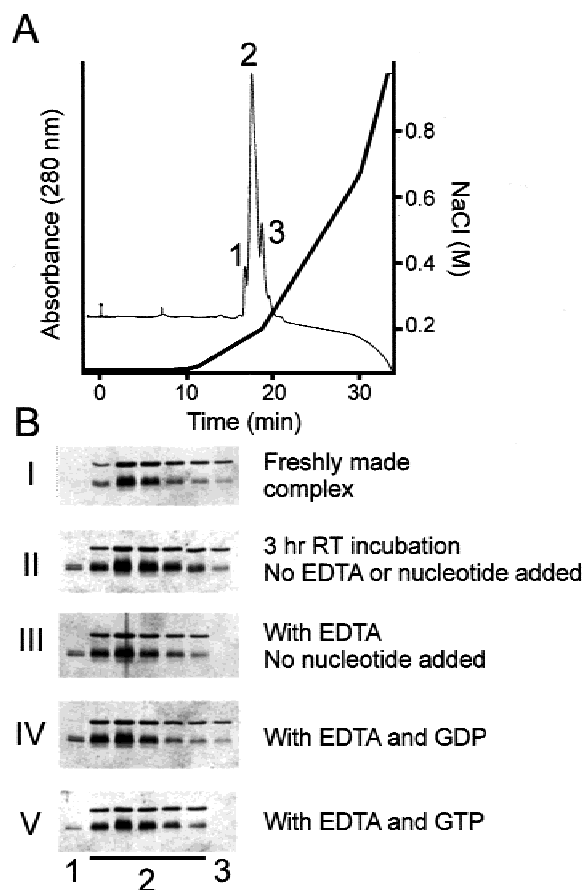 A
2
3
1
Absorbance (280 nm)
0.8
0.6
0.4
0.2
NaCl (M)
0 10 20 30
Time (min)
B
I
Freshly made
complex
II
3 hr RT incubation
No EDTA or nucleotide added
III
With EDTA
No nucleotide added
IV
With EDTA and GDP
V
With EDTA and GTP
1 2 3